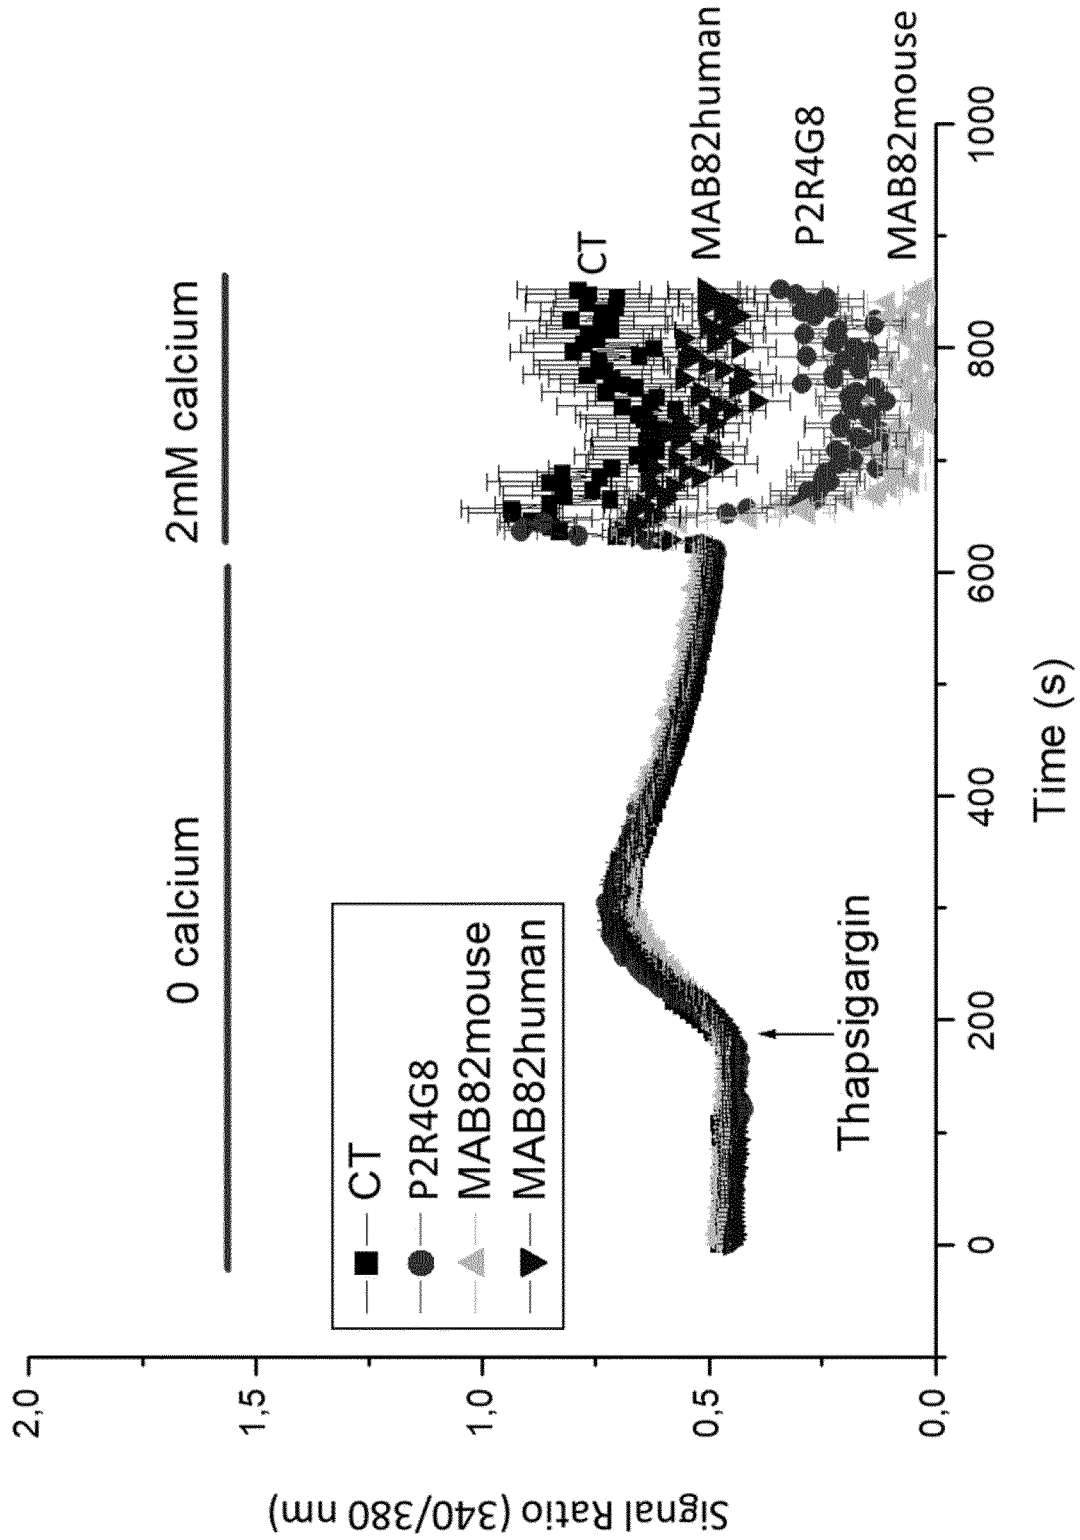 0 calcium
2mM calcium
CT
P2R4G8
MAB82mouse
MAB82human
CT
MAB82human
P2R4G8
MAB82mouse
Thapsigargin
2,0
1,5
1,0
0,5
0,0
0
200
400
600
800
1000
Signal Ratio (340/380 nm)
Time (s)